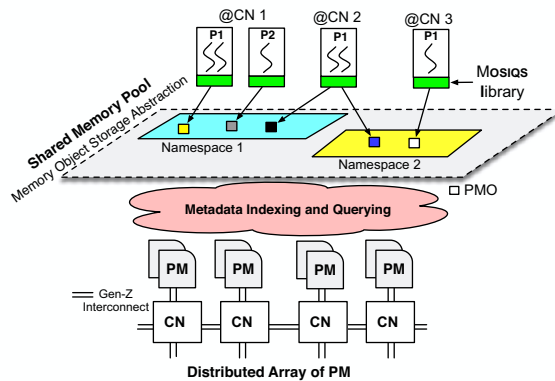 @CN 1
@CN 2
@CN 3
P1
P2
P1
P1
MOSIQS
library
Shared Memory Pool
Memory Object Storage Abstraction
Namespace 1
Namespace 2
PMO
Metadata Indexing and Querying
PM
PM
PM
PM
Gen-Z
Interconnect
CN
CN
CN
CN
Distributed Array of PM